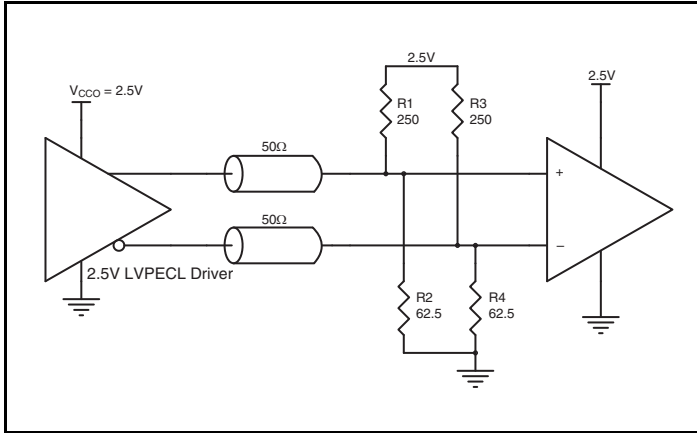 2.5V
V_CCO = 2.5V
2.5V
R1
250
R3
250
50Ω
+
50Ω
−
2.5V LVPECL Driver
R2
62.5
R4
62.5